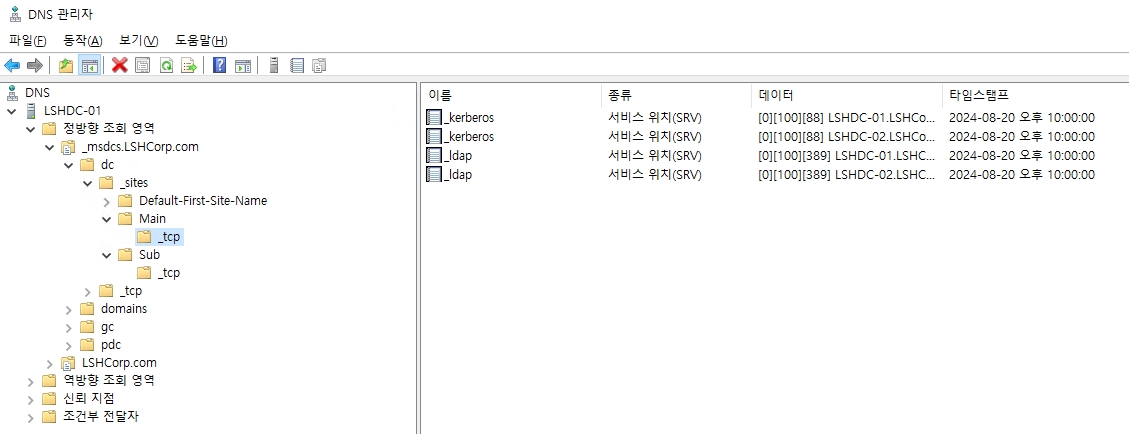 DNS 관리자
파일(F) 동작(A) 보기(V) 도움말(H)
DNS
LSHDC-01
정방향 조회 영역
_msdcs.LSHCorp.com
dc
_sites
Default-First-Site-Name
Main
_tcp
Sub
_tcp
_tcp
domains
gc
pdc
LSHCorp.com
역방향 조회 영역
신뢰 지점
조건부 전달자
이름 종류 데이터 타임스탬프
_kerberos 서비스 위치(SRV) [0][100][88] LSHDC-01.LSHCo... 2024-08-20 오후 10:00:00
_kerberos 서비스 위치(SRV) [0][100][88] LSHDC-02.LSHCo... 2024-08-20 오후 10:00:00
_ldap 서비스 위치(SRV) [0][100][389] LSHDC-01.LSHC... 2024-08-20 오후 10:00:00
_ldap 서비스 위치(SRV) [0][100][389] LSHDC-02.LSHC... 2024-08-20 오후 10:00:00